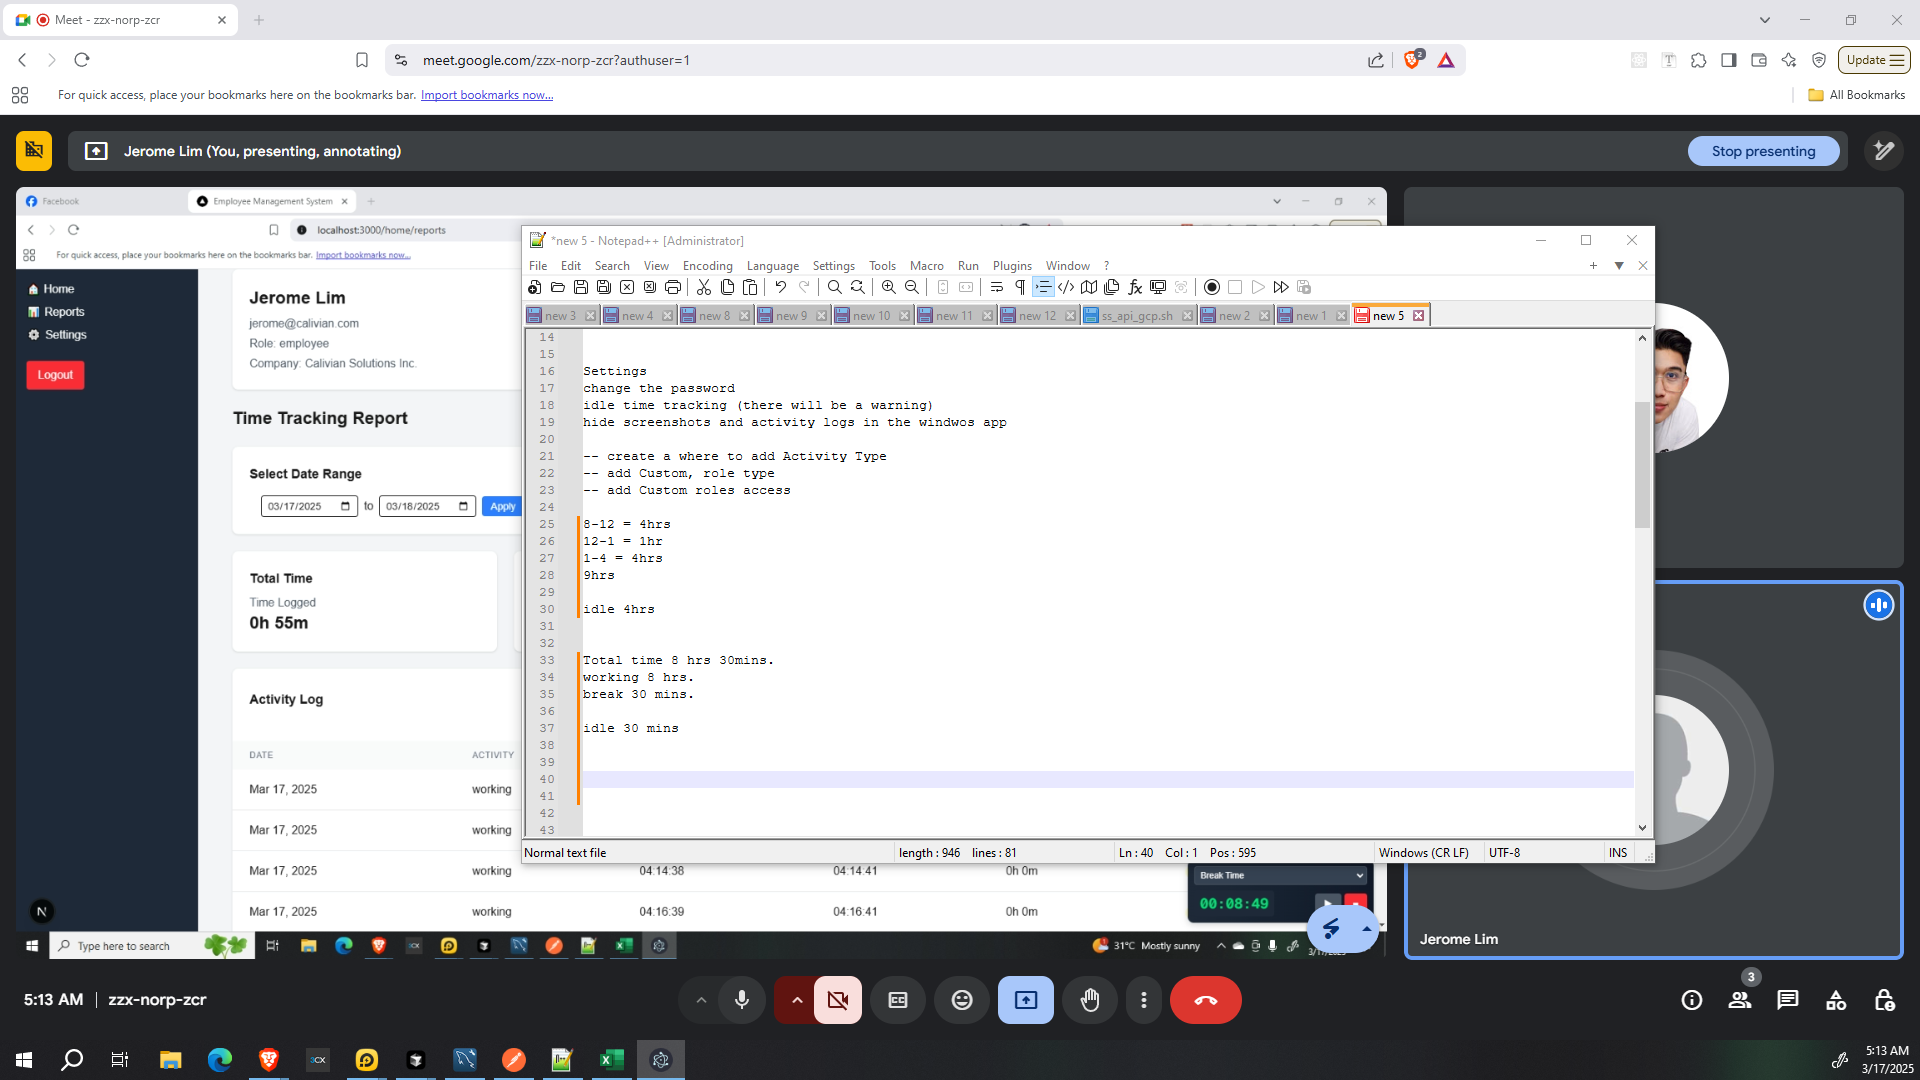 Meet - zzx-norp-zcr
meet.google.com/zzx-norp-zcr?authuser=1
2
Update
For quick access, place your bookmarks here on the bookmarks bar. Import bookmarks now...
All Bookmarks
Jerome Lim (You, presenting, annotating)
Stop presenting
Facebook
Employee Management System
localhost:3000/home/reports
For quick access, place your bookmarks here on the bookmarks bar. Import bookmarks now...
Home
Reports
Settings
Logout
Jerome Lim
jerome@calivian.com
Role: employee
Company: Calivian Solutions Inc.
Time Tracking Report
Select Date Range
03/17/2025 to 03/18/2025 Apply
Total Time
Time Logged
0h 55m
Activity Log
DATE ACTIVITY
Mar 17, 2025 working
Mar 17, 2025 working
Mar 17, 2025 working 04:14:38 04:14:41 0h 0m
Mar 17, 2025 working 04:16:39 04:16:41 0h 0m
N
*new 5 - Notepad++ [Administrator]
File Edit Search View Encoding Language Settings Tools Macro Run Plugins Window ?
new 3 new 4 new 8 new 9 new 10 new 11 new 12 ss_api_gcp.sh new 2 new 1 new 5
14
15
16 Settings
17 change the password
18 idle time tracking (there will be a warning)
19 hide screenshots and activity logs in the windwos app
20
21 -- create a where to add Activity Type
22 -- add Custom, role type
23 -- add Custom roles access
24
25 8-12 = 4hrs
26 12-1 = 1hr
27 1-4 = 4hrs
28 9hrs
29
30 idle 4hrs
31
32
33 Total time 8 hrs 30mins.
34 working 8 hrs.
35 break 30 mins.
36
37 idle 30 mins
38
39
40
41
42
43
Normal text file length : 946 lines : 81 Ln : 40 Col : 1 Pos : 595 Windows (CR LF) UTF-8 INS
Break Time
00:08:49
Type here to search
31°C Mostly sunny
Jerome Lim
5:13 AM | zzx-norp-zcr
3
5:13 AM
3/17/2025